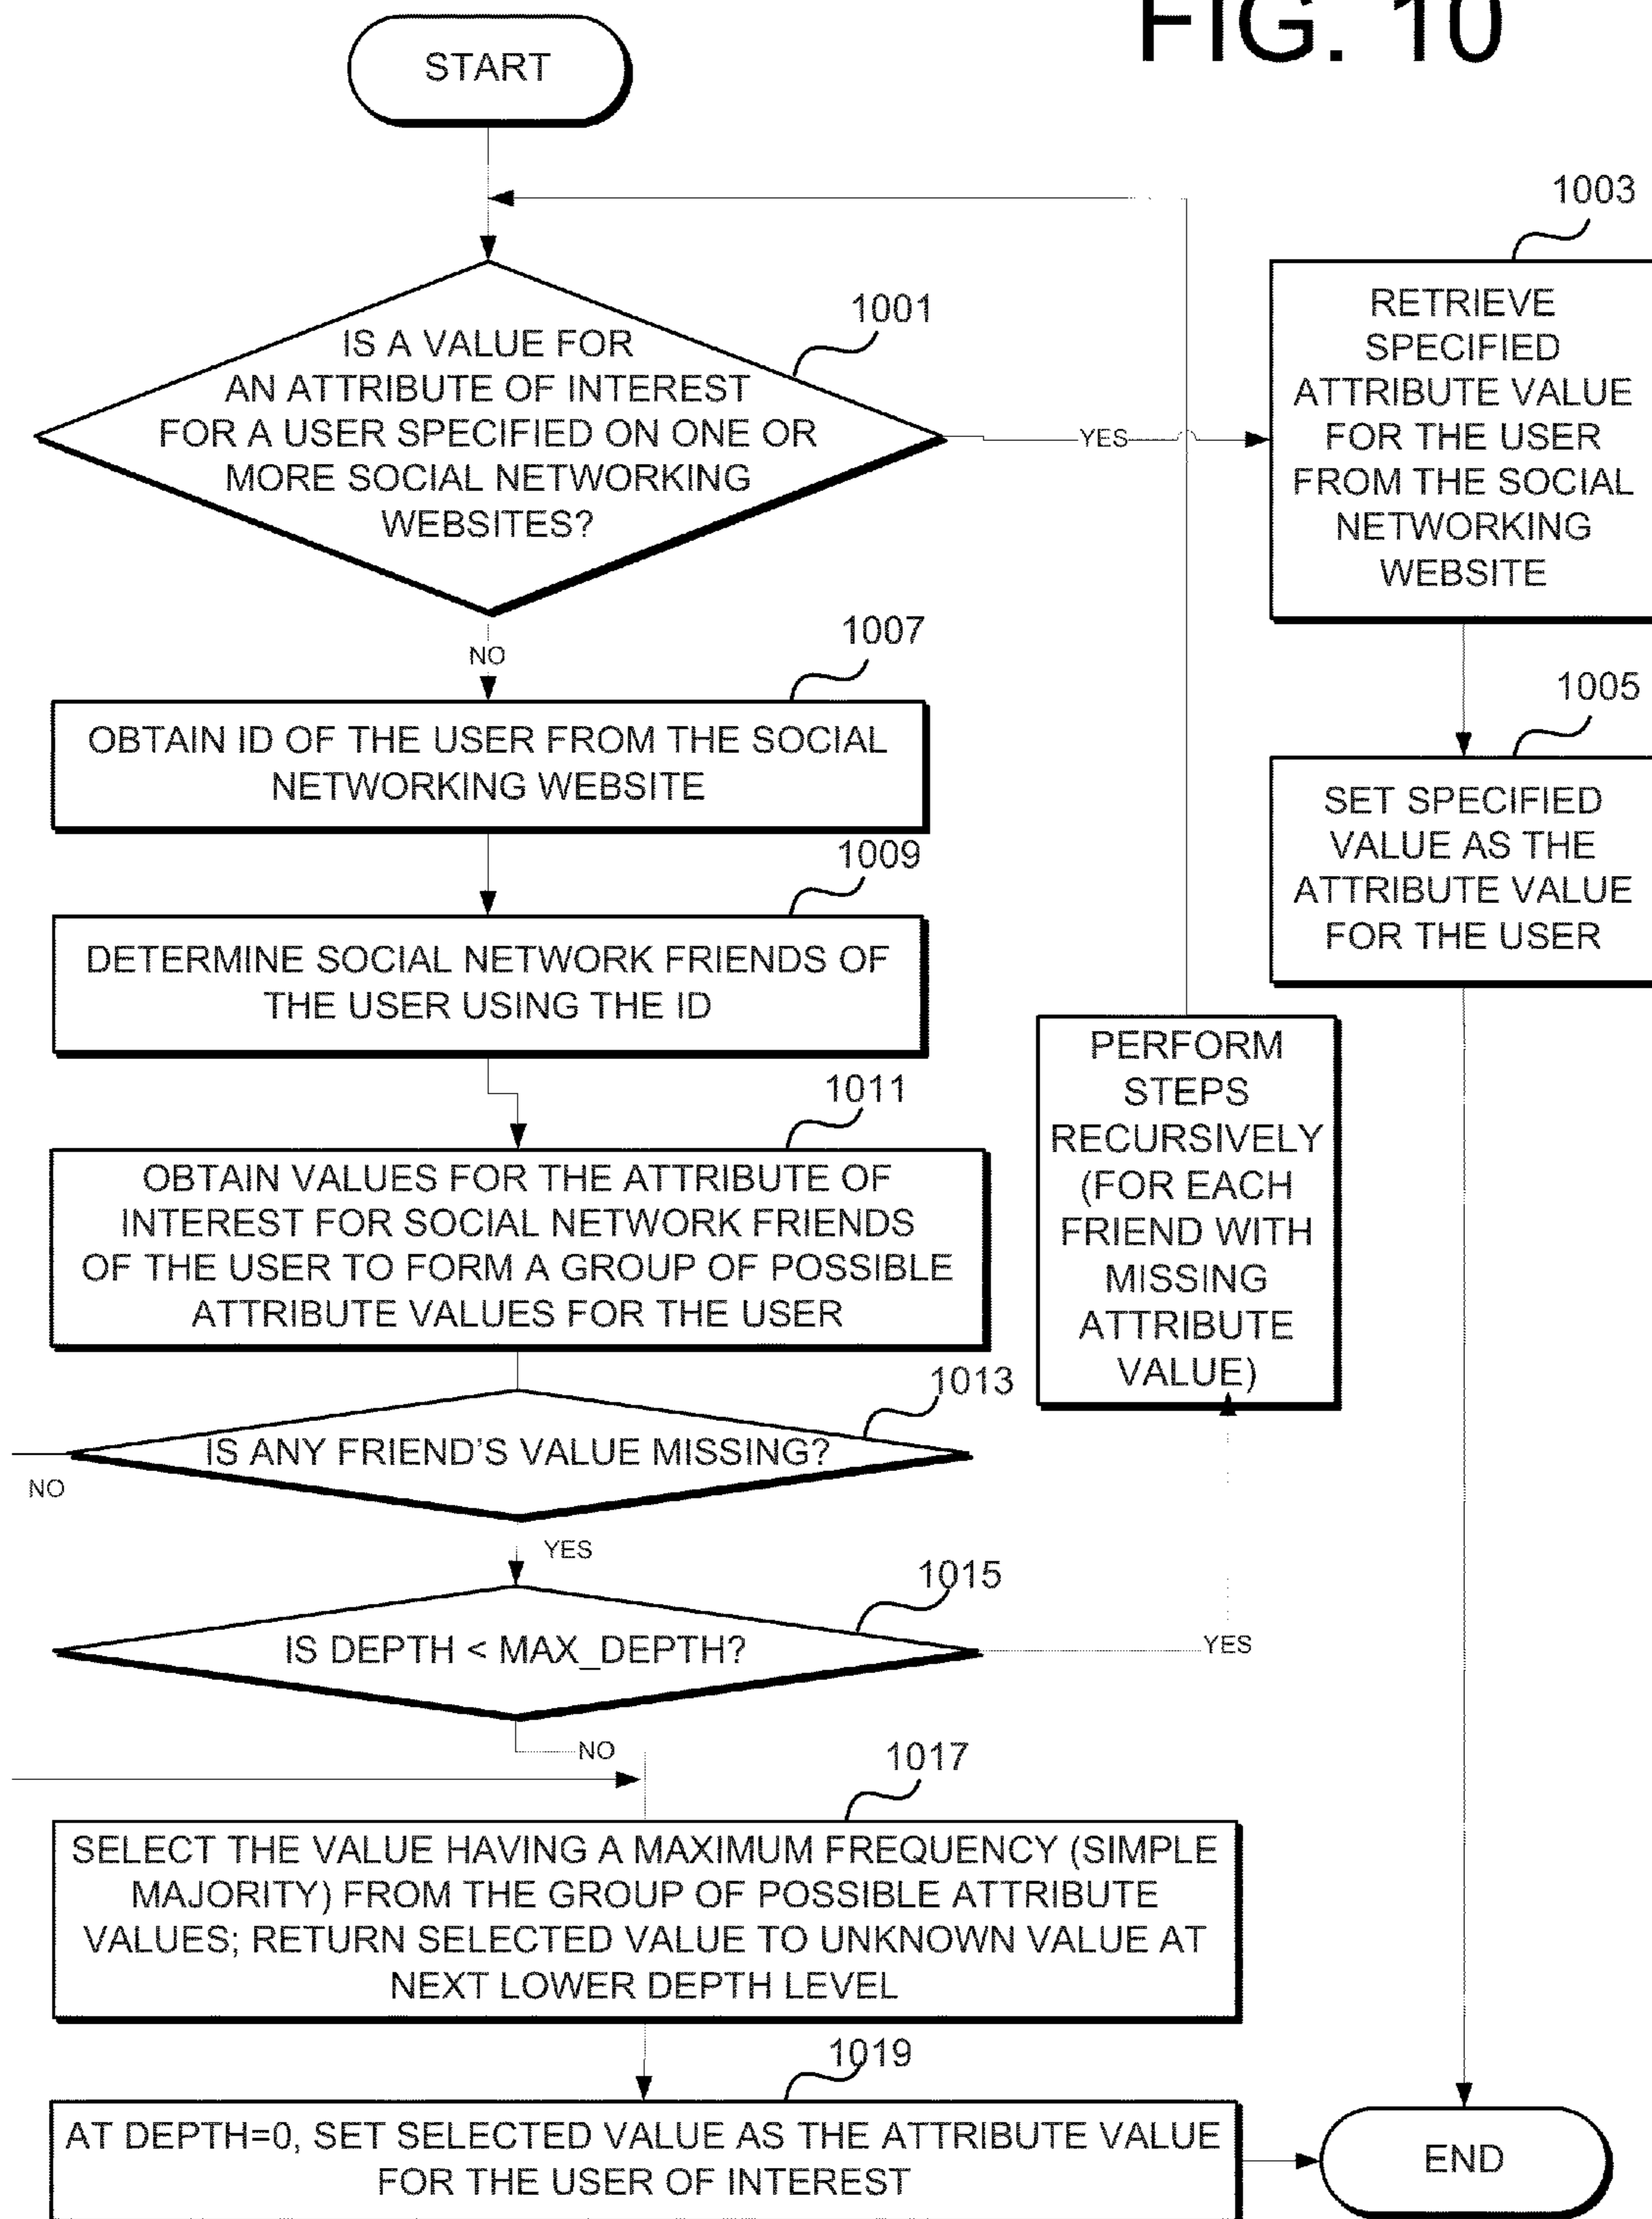 FIG. 10
START
1001
IS A VALUE FOR
AN ATTRIBUTE OF INTEREST
FOR A USER SPECIFIED ON ONE OR
MORE SOCIAL NETWORKING
WEBSITES?
YES
NO
1003
RETRIEVE
SPECIFIED
ATTRIBUTE VALUE
FOR THE USER
FROM THE SOCIAL
NETWORKING
WEBSITE
1005
SET SPECIFIED
VALUE AS THE
ATTRIBUTE VALUE
FOR THE USER
1007
OBTAIN ID OF THE USER FROM THE SOCIAL
NETWORKING WEBSITE
1009
DETERMINE SOCIAL NETWORK FRIENDS OF
THE USER USING THE ID
1011
OBTAIN VALUES FOR THE ATTRIBUTE OF
INTEREST FOR SOCIAL NETWORK FRIENDS
OF THE USER TO FORM A GROUP OF POSSIBLE
ATTRIBUTE VALUES FOR THE USER
PERFORM
STEPS
RECURSIVELY
(FOR EACH
FRIEND WITH
MISSING
ATTRIBUTE
VALUE)
1013
IS ANY FRIEND'S VALUE MISSING?
NO
YES
1015
IS DEPTH < MAX_DEPTH?
YES
NO
1017
SELECT THE VALUE HAVING A MAXIMUM FREQUENCY (SIMPLE
MAJORITY) FROM THE GROUP OF POSSIBLE ATTRIBUTE
VALUES; RETURN SELECTED VALUE TO UNKNOWN VALUE AT
NEXT LOWER DEPTH LEVEL
1019
AT DEPTH=0, SET SELECTED VALUE AS THE ATTRIBUTE VALUE
FOR THE USER OF INTEREST
END